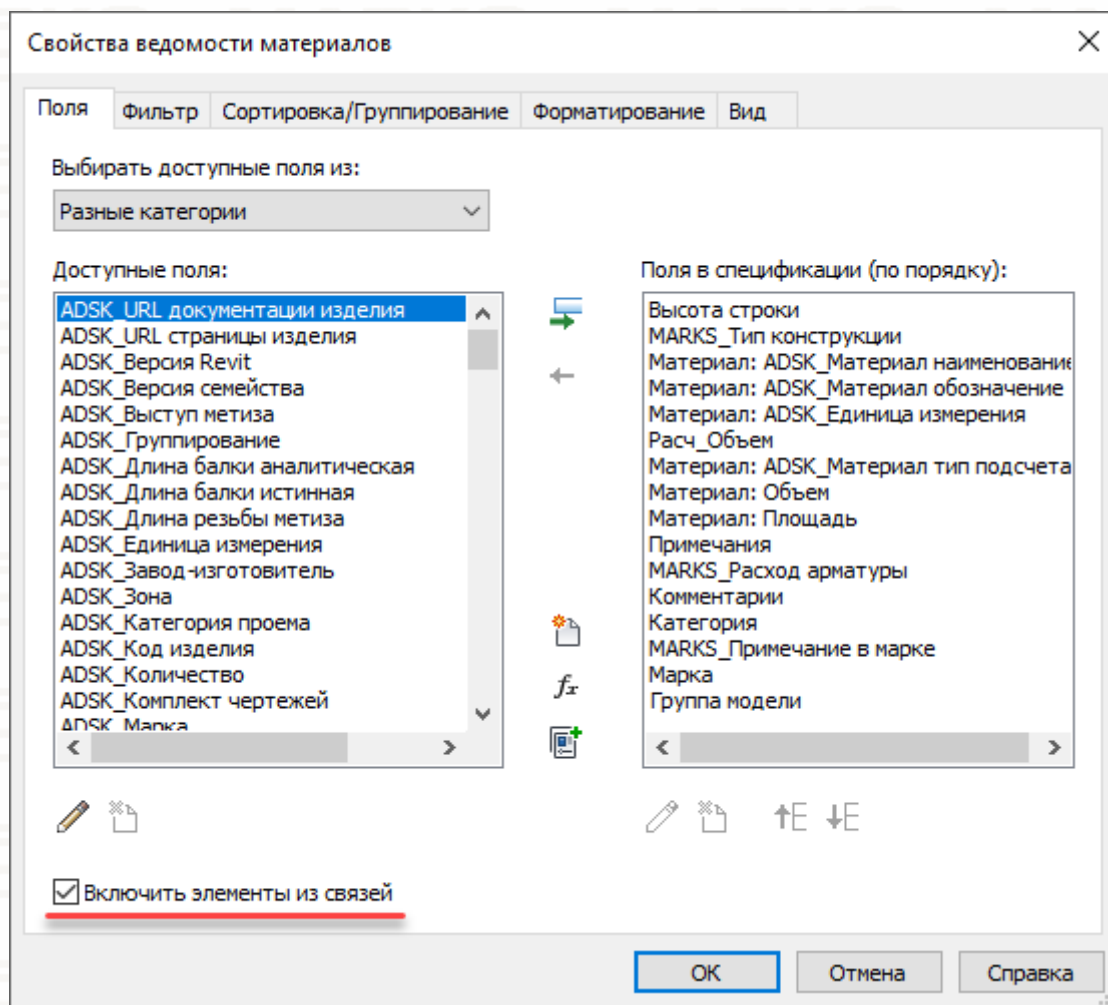 Свойства ведомости материалов
Поля Фильтр Сортировка/Группирование Форматирование Вид
Выбирать доступные поля из:
Разные категории
Доступные поля:
ADSK_URL документации изделия
ADSK_URL страницы изделия
ADSK_Версия Revit
ADSK_Версия семейства
ADSK_Выступ метиза
ADSK_Группирование
ADSK_Длина балки аналитическая
ADSK_Длина балки истинная
ADSK_Длина резьбы метиза
ADSK_Единица измерения
ADSK_Завод-изготовитель
ADSK_Зона
ADSK_Категория проема
ADSK_Код изделия
ADSK_Количество
ADSK_Комплект чертежей
ADSK_Марка
fx
Поля в спецификации (по порядку):
Высота строки
MARKS_Тип конструкции
Материал: ADSK_Материал наименование
Материал: ADSK_Материал обозначение
Материал: ADSK_Единица измерения
Расч_Объем
Материал: ADSK_Материал тип подсчета
Материал: Объем
Материал: Площадь
Примечания
MARKS_Расход арматуры
Комментарии
Категория
MARKS_Примечание в марке
Марка
Группа модели
Включить элементы из связей
ОК Отмена Справка